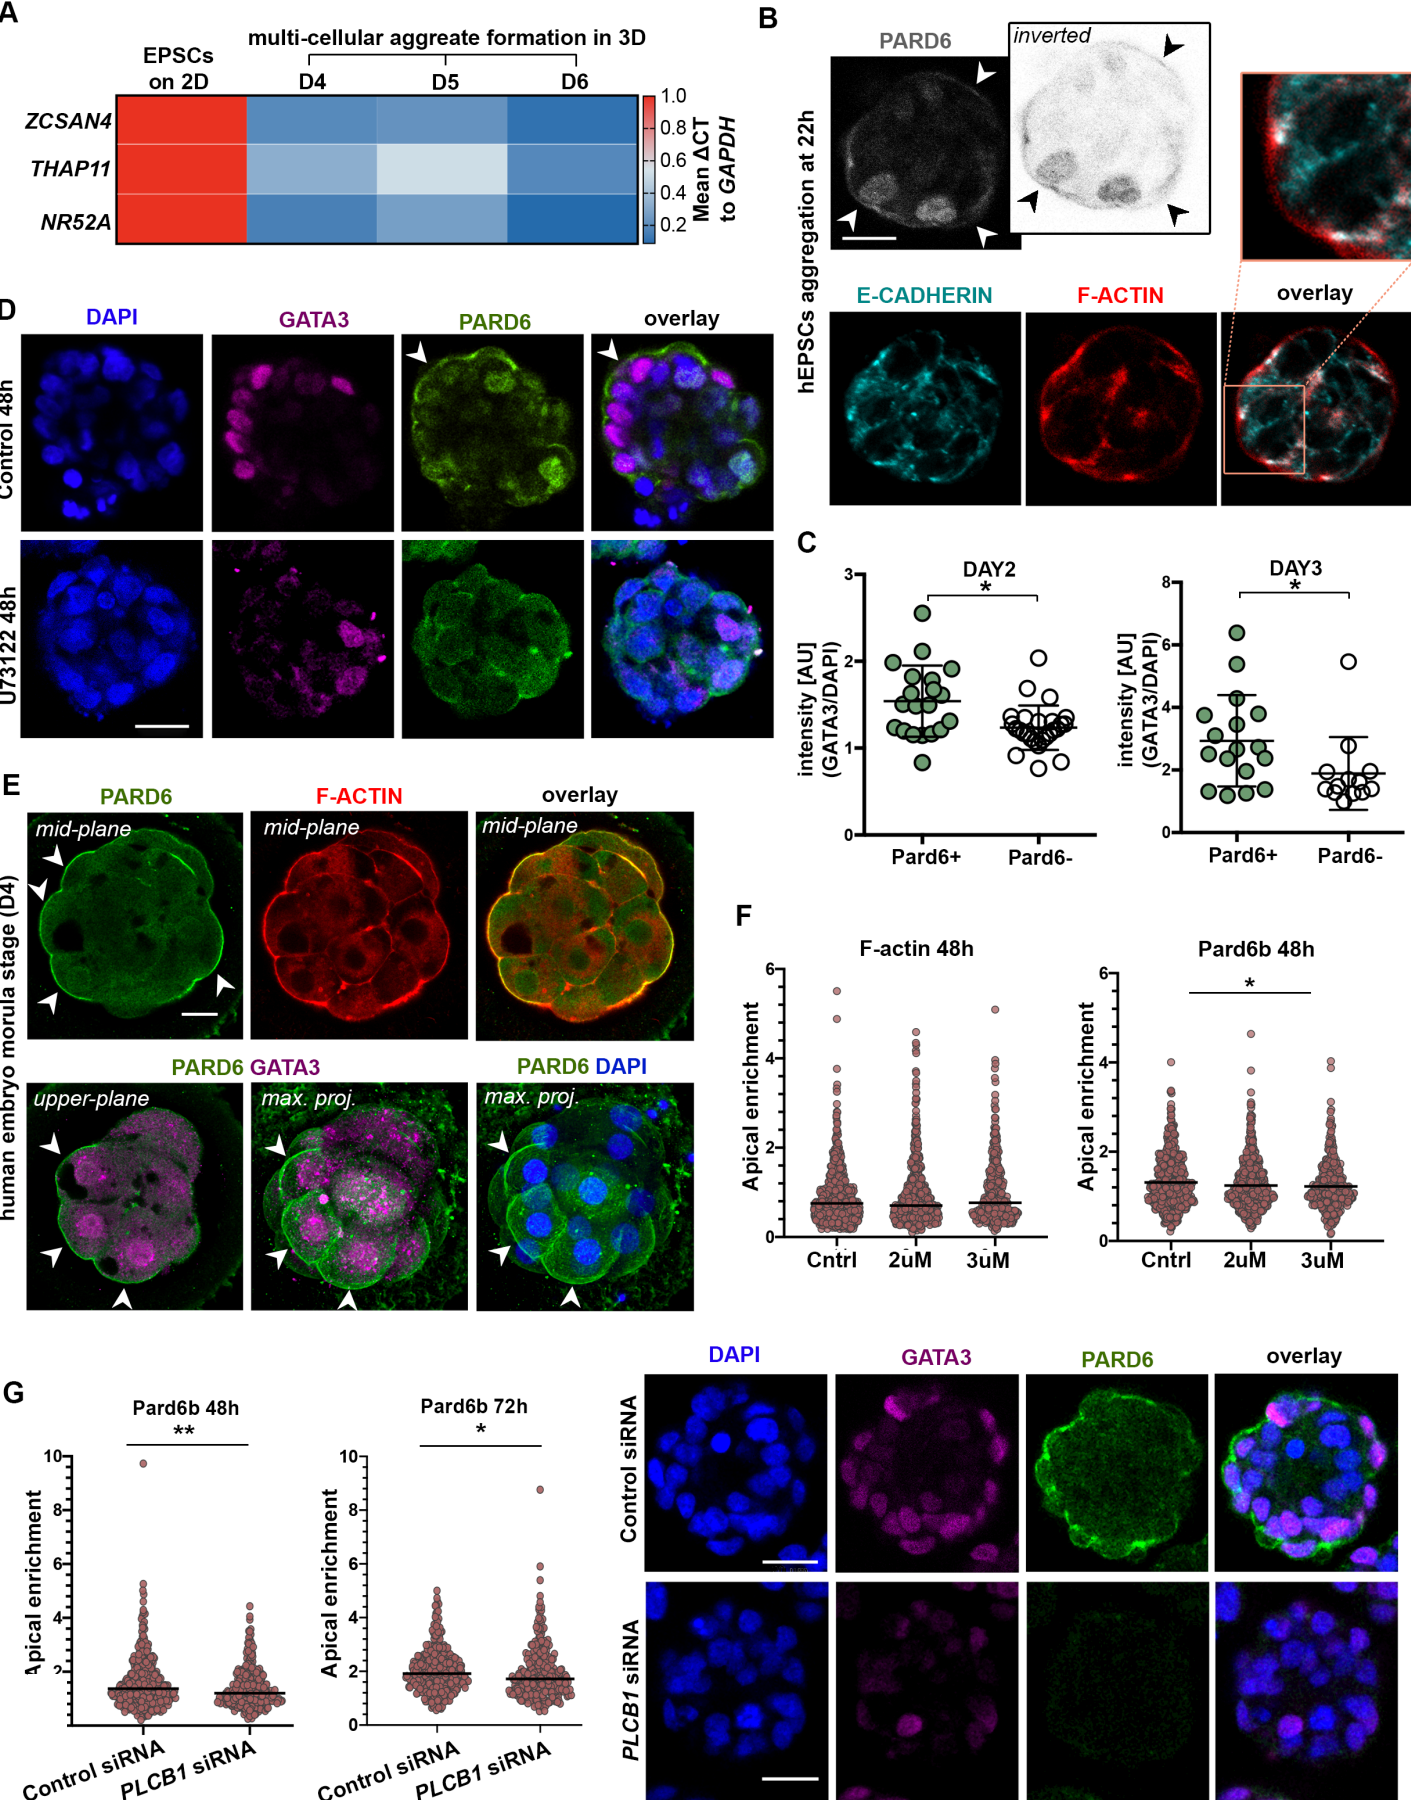 A
multi-cellular aggreate formation in 3D
EPSCs
on 2D
D4
D5
D6
ZCSAN4
THAP11
NR52A
1.0
0.8
0.6
0.4
0.2
Mean ΔCT
to GAPDH
B
PARD6
inverted
hEPSCs aggregation at 22h
E-CADHERIN
F-ACTIN
overlay
C
DAY2
*
3
2
1
0
intensity [AU]
(GATA3/DAPI)
Pard6+
Pard6-
DAY3
*
8
6
4
2
0
intensity [AU]
(GATA3/DAPI)
Pard6+
Pard6-
D
DAPI
GATA3
PARD6
overlay
Control 48h
U73122 48h
E
PARD6
F-ACTIN
overlay
mid-plane
mid-plane
mid-plane
human embryo morula stage (D4)
PARD6 GATA3
PARD6 DAPI
upper-plane
max. proj.
max. proj.
F
F-actin 48h
6
4
2
0
Apical enrichment
Cntrl
2uM
3uM
Pard6b 48h
*
6
4
2
0
Apical enrichment
Cntrl
2uM
3uM
G
Pard6b 48h
**
10
8
6
4
2
0
Apical enrichment
Control siRNA
PLCB1 siRNA
Pard6b 72h
*
10
8
6
4
2
0
Apical enrichment
Control siRNA
PLCB1 siRNA
DAPI
GATA3
PARD6
overlay
Control siRNA
PLCB1 siRNA